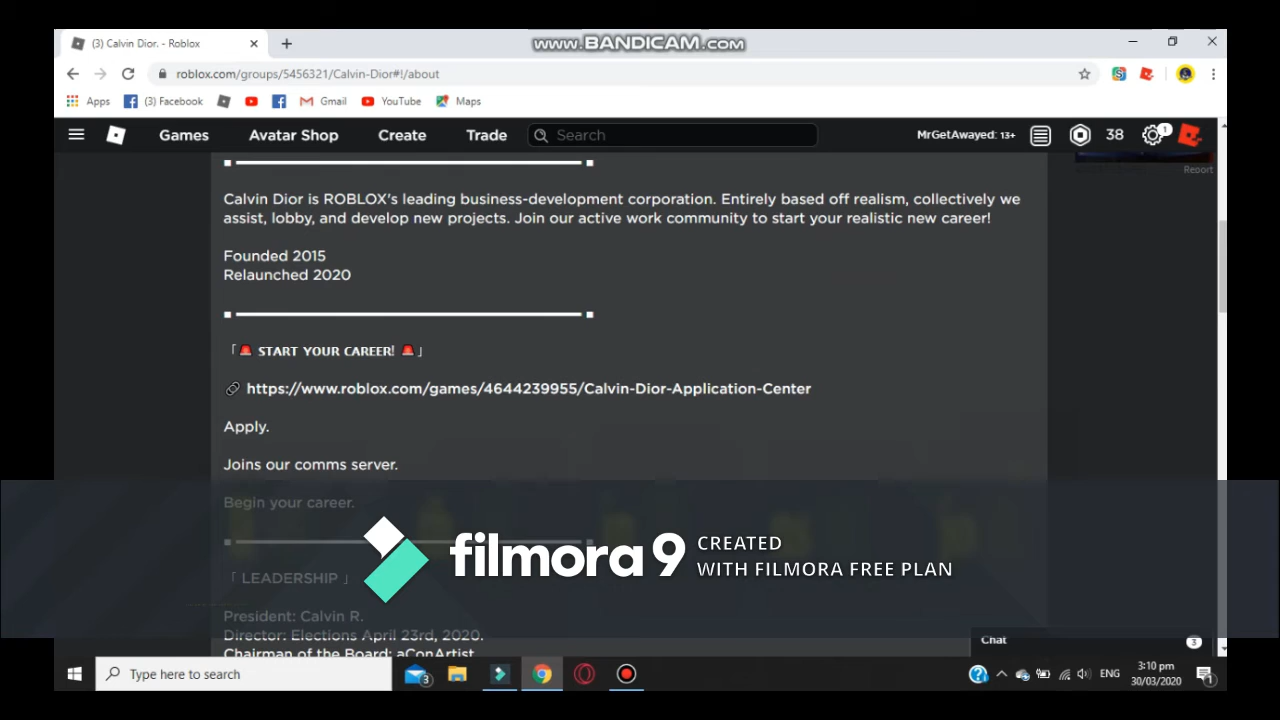 (3) Calvin Dior. - Roblox
www.BANDICAM.com
roblox.com/groups/5456321/Calvin-Dior#!/about
Apps (3) Facebook Gmail YouTube Maps
Games Avatar Shop Create Trade Search MrGetAwayed: 13+ 38 1
Report
Calvin Dior is ROBLOX's leading business-development corporation. Entirely based off realism, collectively we
assist, lobby, and develop new projects. Join our active work community to start your realistic new career!
Founded 2015
Relaunched 2020
「🚨 START YOUR CAREER! 🚨」
🔗 https://www.roblox.com/games/4644239955/Calvin-Dior-Application-Center
Apply.
Joins our comms server.
Begin your career.
filmora 9 CREATED
WITH FILMORA FREE PLAN
「 LEADERSHIP 」
President: Calvin R.
Director: Elections April 23rd, 2020.
Chairman of the Board: aConArtist
Chat 3
Type here to search 3 ENG 3:10 pm
30/03/2020 1